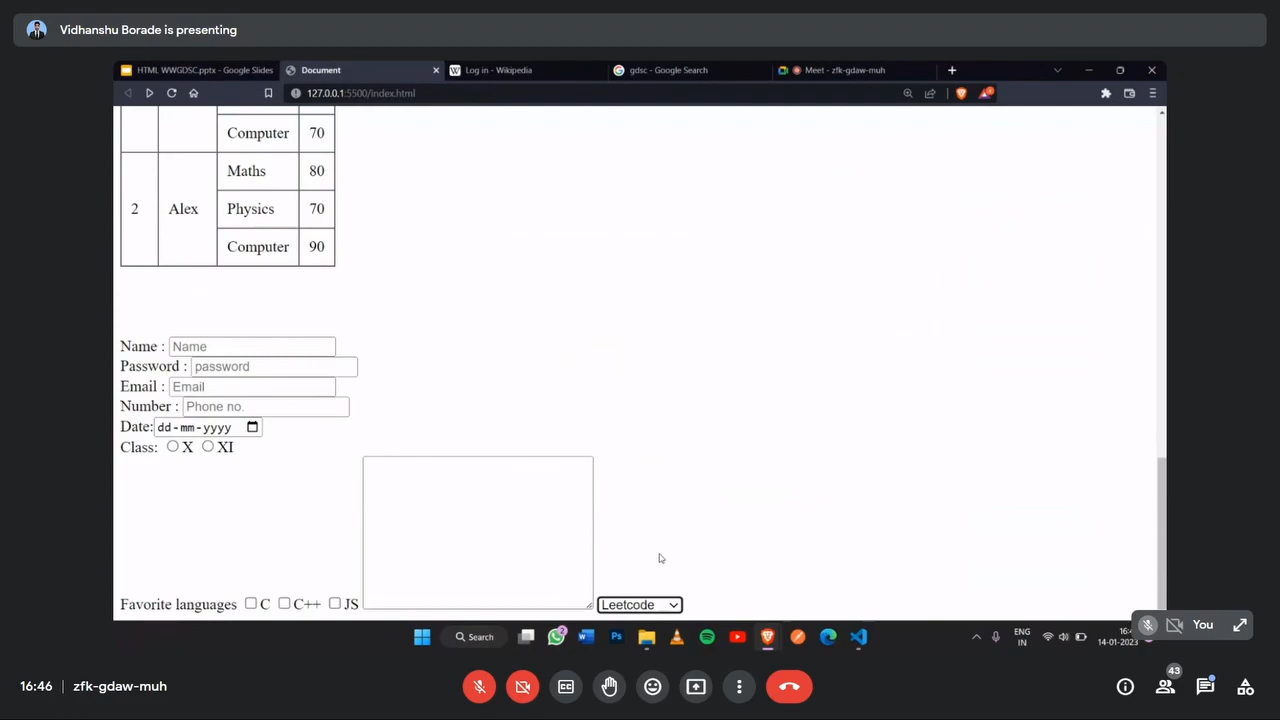 Vidhanshu Borade is presenting
HTML WWGDSC.pptx - Google Slides
Document
Log in - Wikipedia
gdsc - Google Search
Meet - zfk-gdaw-muh
127.0.0.1:5500/index.html
Computer 70
Maths 80
2 Alex Physics 70
Computer 90
Name : Name
Password : password
Email : Email
Number : Phone no.
Date: dd-mm-yyyy
Class: X XI
Favorite languages C C++ JS Leetcode
You
Search
ENG
IN
14-01-2023
16:46 | zfk-gdaw-muh
43